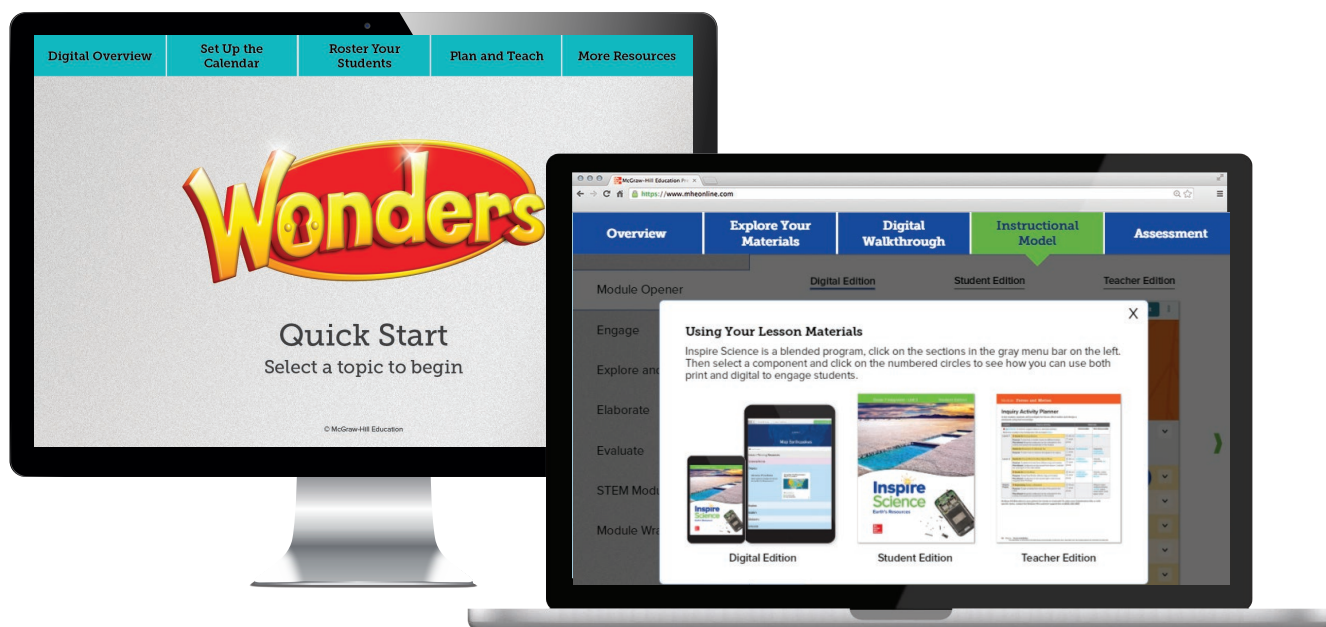 Digital Overview
Set Up the
Calendar
Roster Your
Students
Plan and Teach
More Resources
Wonders
Quick Start
Select a topic to begin
© McGraw-Hill Education
McGraw-Hill Education
https://www.mheonline.com
Overview
Explore Your
Materials
Digital
Walkthrough
Instructional
Model
Assessment
Module Opener
Engage
Explore and
Elaborate
Evaluate
STEM Modu
Module Wra
Digital Edition
Student Edition
Teacher Edition
X
Using Your Lesson Materials
Inspire Science is a blended program, click on the sections in the gray menu bar on the left.
Then select a component and click on the numbered circles to see how you can use both
print and digital to engage students.
Inspire
Science
Earth's Resources
Inspire
Science
Earth's Resources
Inquiry Activity Planner
Digital Edition
Student Edition
Teacher Edition